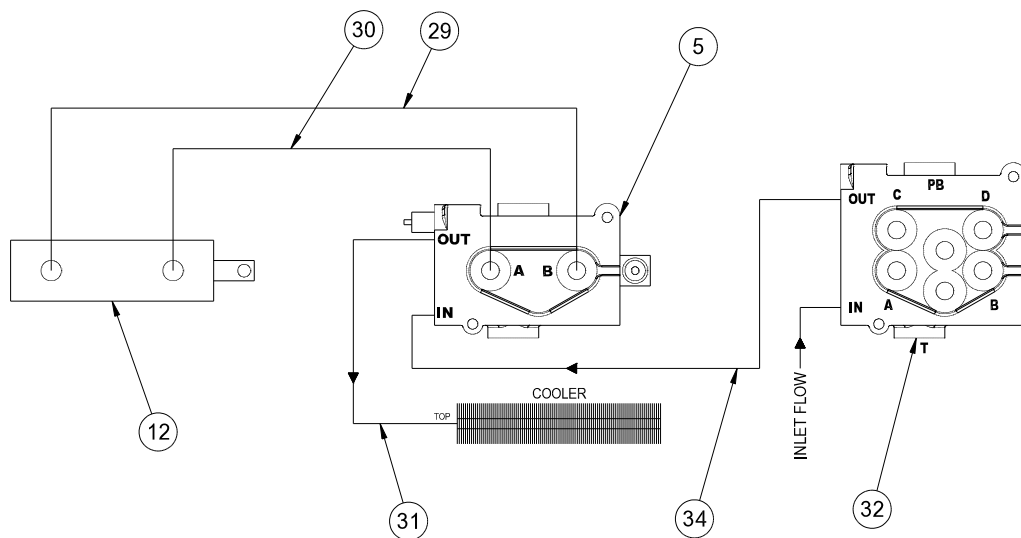 30
29
5
PB
OUT
C
D
OUT
A
B
IN
A
B
IN
T
COOLER
TOP
INLET FLOW
12
31
34
32